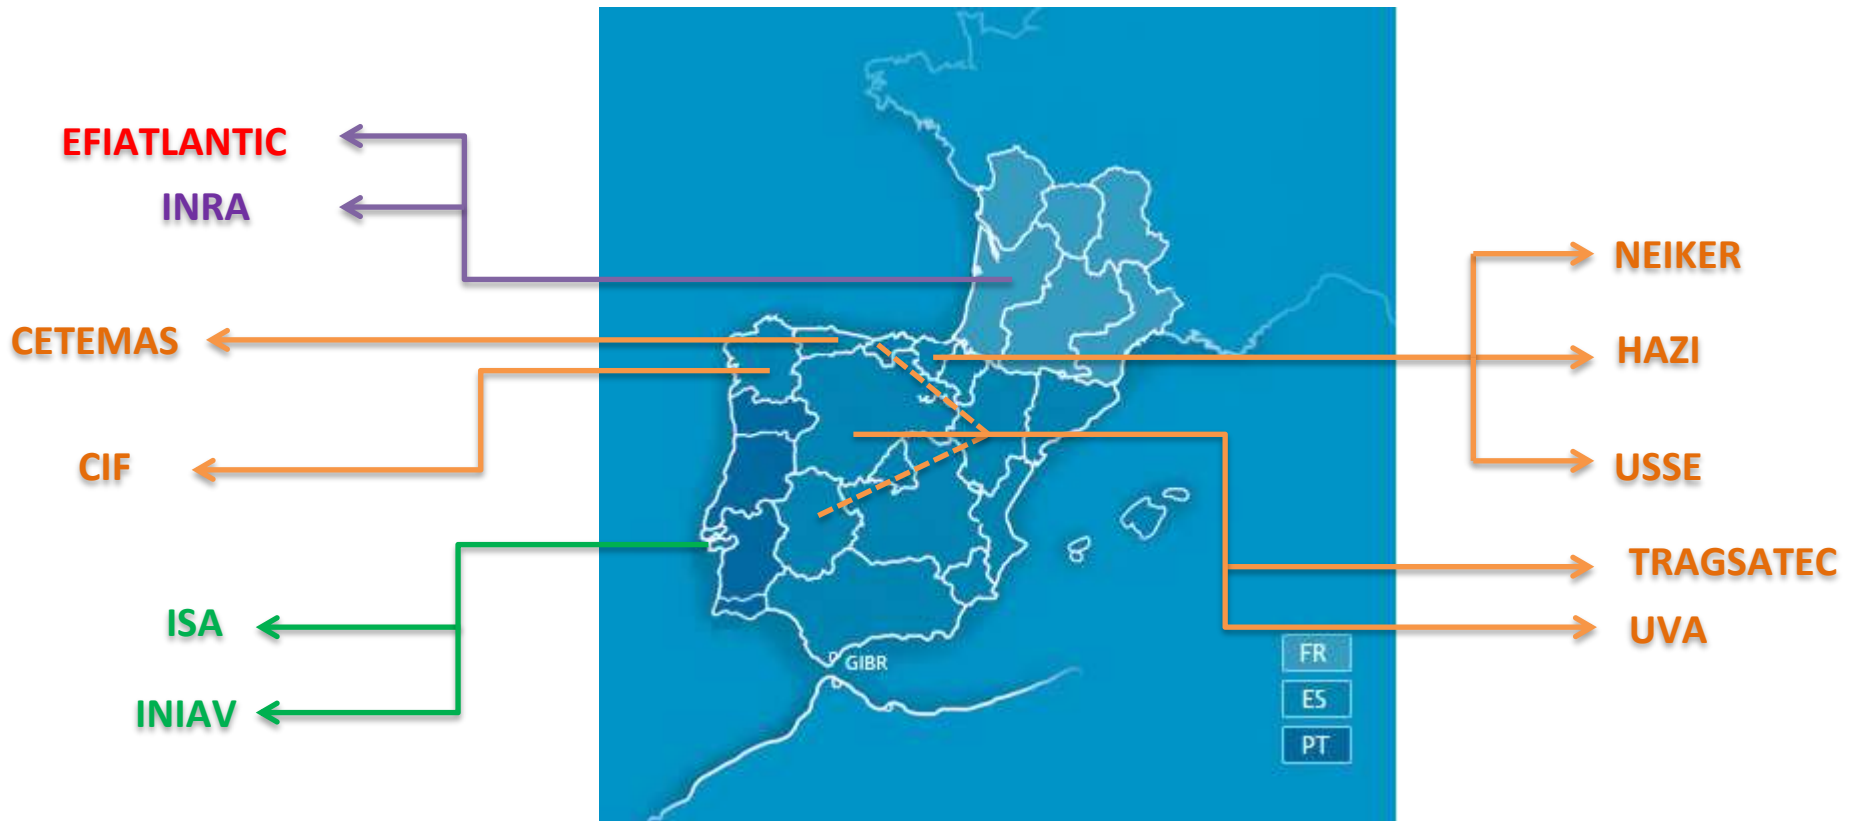 EFIATLANTIC
INRA
CETEMAS
CIF
ISA
INIAV
NEIKER
HAZI
USSE
TRAGSATEC
UVA
GIBR
FR
ES
PT